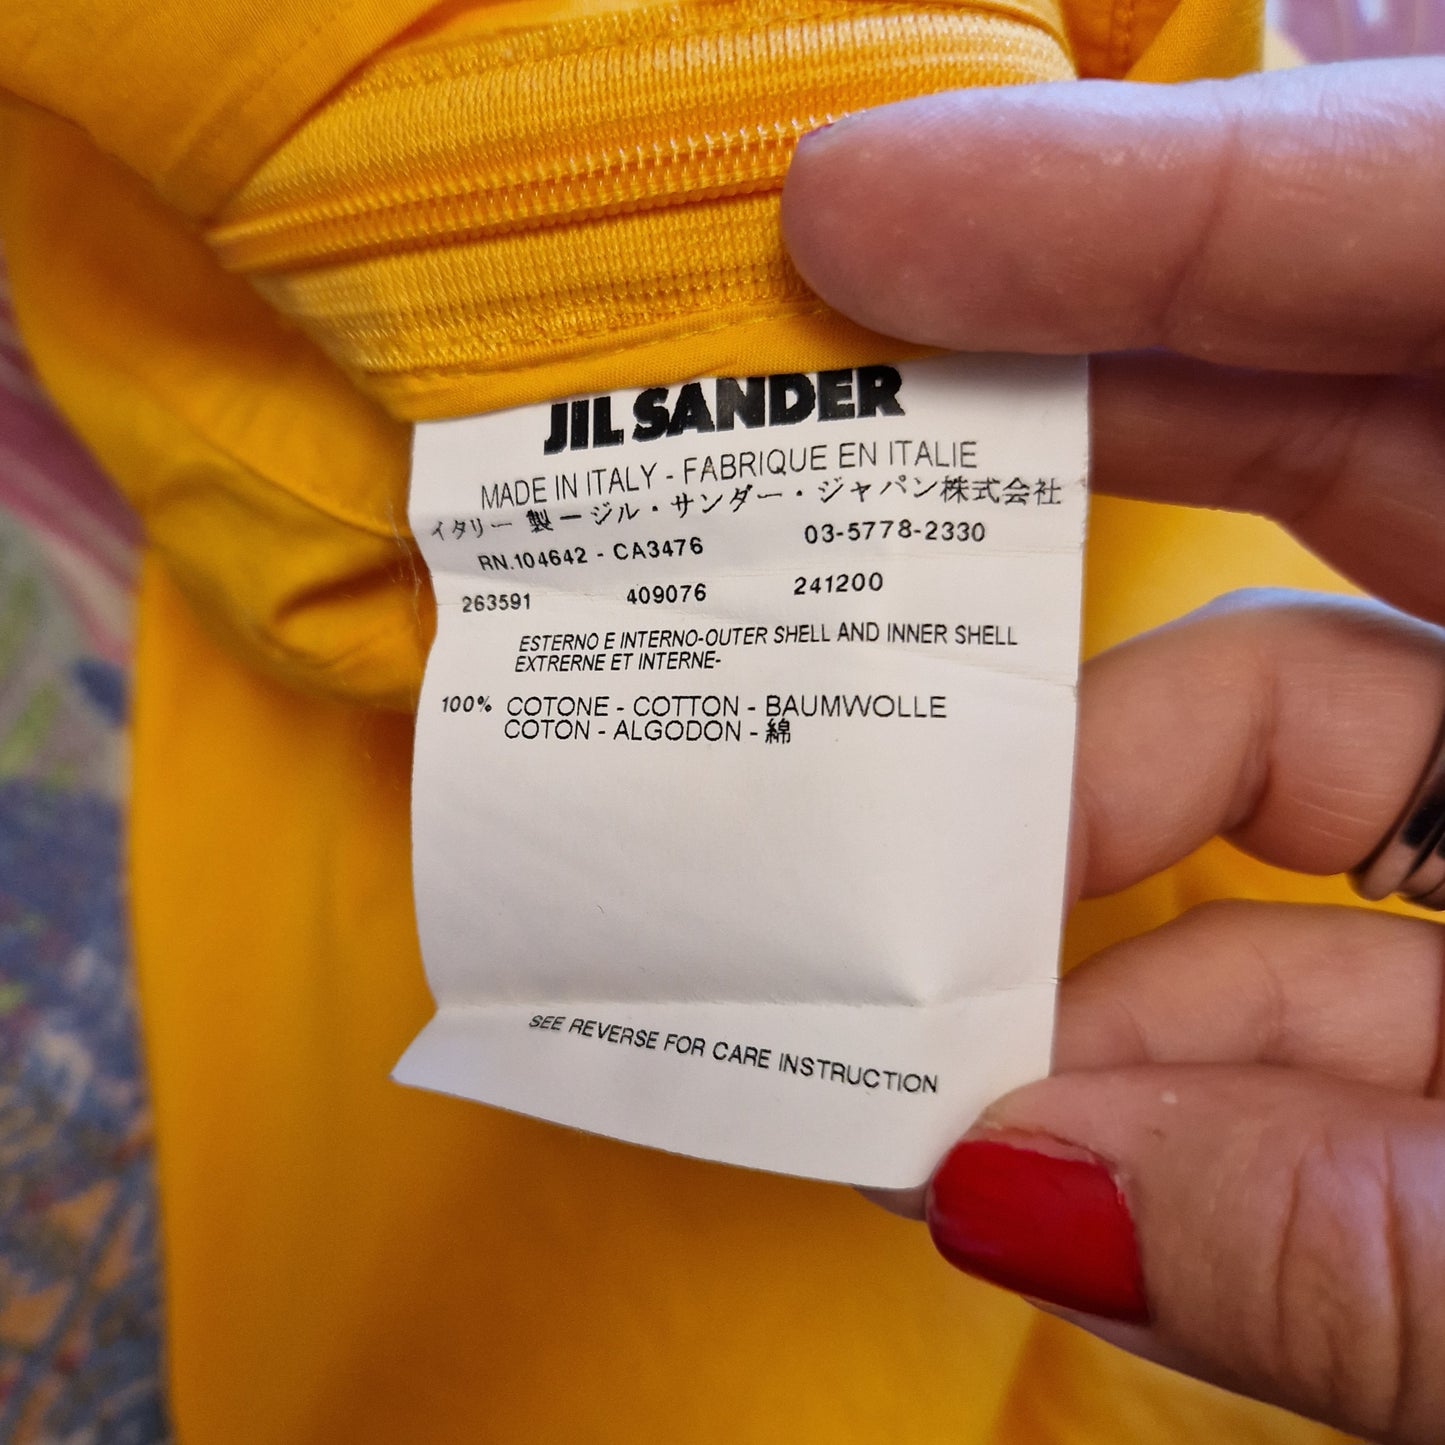 JIL SANDER
MADE IN ITALY - FABRIQUE EN ITALIE
イタリー 製 ージル・サンダー・ジャパン株式会社
RN.104642 - CA3476 03-5778-2330
263591 409076 241200
ESTERNO E INTERNO-OUTER SHELL AND INNER SHELL
EXTRERNE ET INTERNE-
100% COTONE - COTTON - BAUMWOLLE
COTON - ALGODON - 綿
SEE REVERSE FOR CARE INSTRUCTION